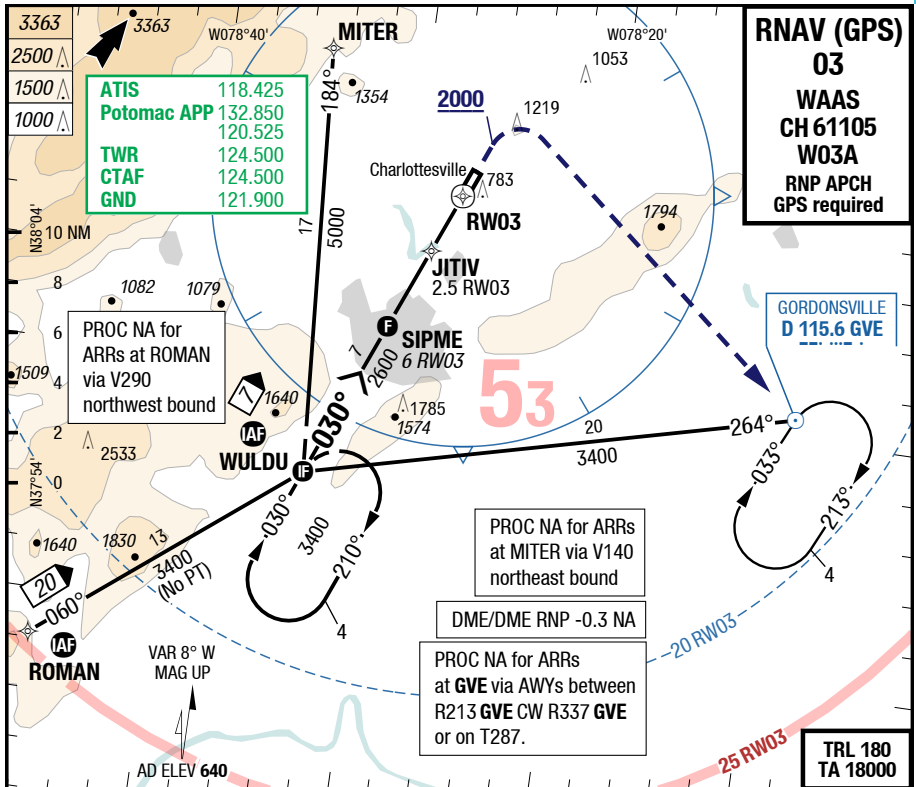 3363
2500
1500
1000
3363
W078°40'
MITER
W078°20'
1053
RNAV (GPS)
03
WAAS
CH 61105
W03A
RNP APCH
GPS required
ATIS 118.425
Potomac APP 132.850
120.525
TWR 124.500
CTAF 124.500
GND 121.900
184°
1354
2000
1219
Charlottesville
783
RW03
1794
N38°04'
10 NM
17
5000
JITIV
2.5 RW03
8
1082
1079
GORDONSVILLE
D 115.6 GVE
6
PROC NA for
ARRs at ROMAN
via V290
northwest bound
F
SIPME
6 RW03
7
2600
53
1509
4
7
1640
1785
1574
2
IAF
WULDU
030°
20
3400
264°
2533
N37°54'
0
IF
033°
213°
4
030°
3400
210°
4
PROC NA for ARRs
at MITER via V140
northeast bound
1640
1830
13
3400
(No PT)
20
060°
DME/DME RNP -0.3 NA
20 RW03
IAF
ROMAN
VAR 8° W
MAG UP
PROC NA for ARRs
at GVE via AWYs between
R213 GVE CW R337 GVE
or on T287.
25 RW03
AD ELEV 640
TRL 180
TA 18000